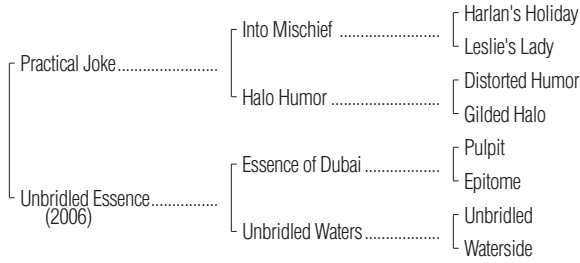 Harlan's Holiday
Into Mischief ........................
Leslie's Lady
Practical Joke........................
Distorted Humor
Halo Humor ..........................
Gilded Halo
Pulpit
Essence of Dubai ..................
Epitome
Unbridled Essence................
(2006)
Unbridled
Unbridled Waters ..................
Waterside